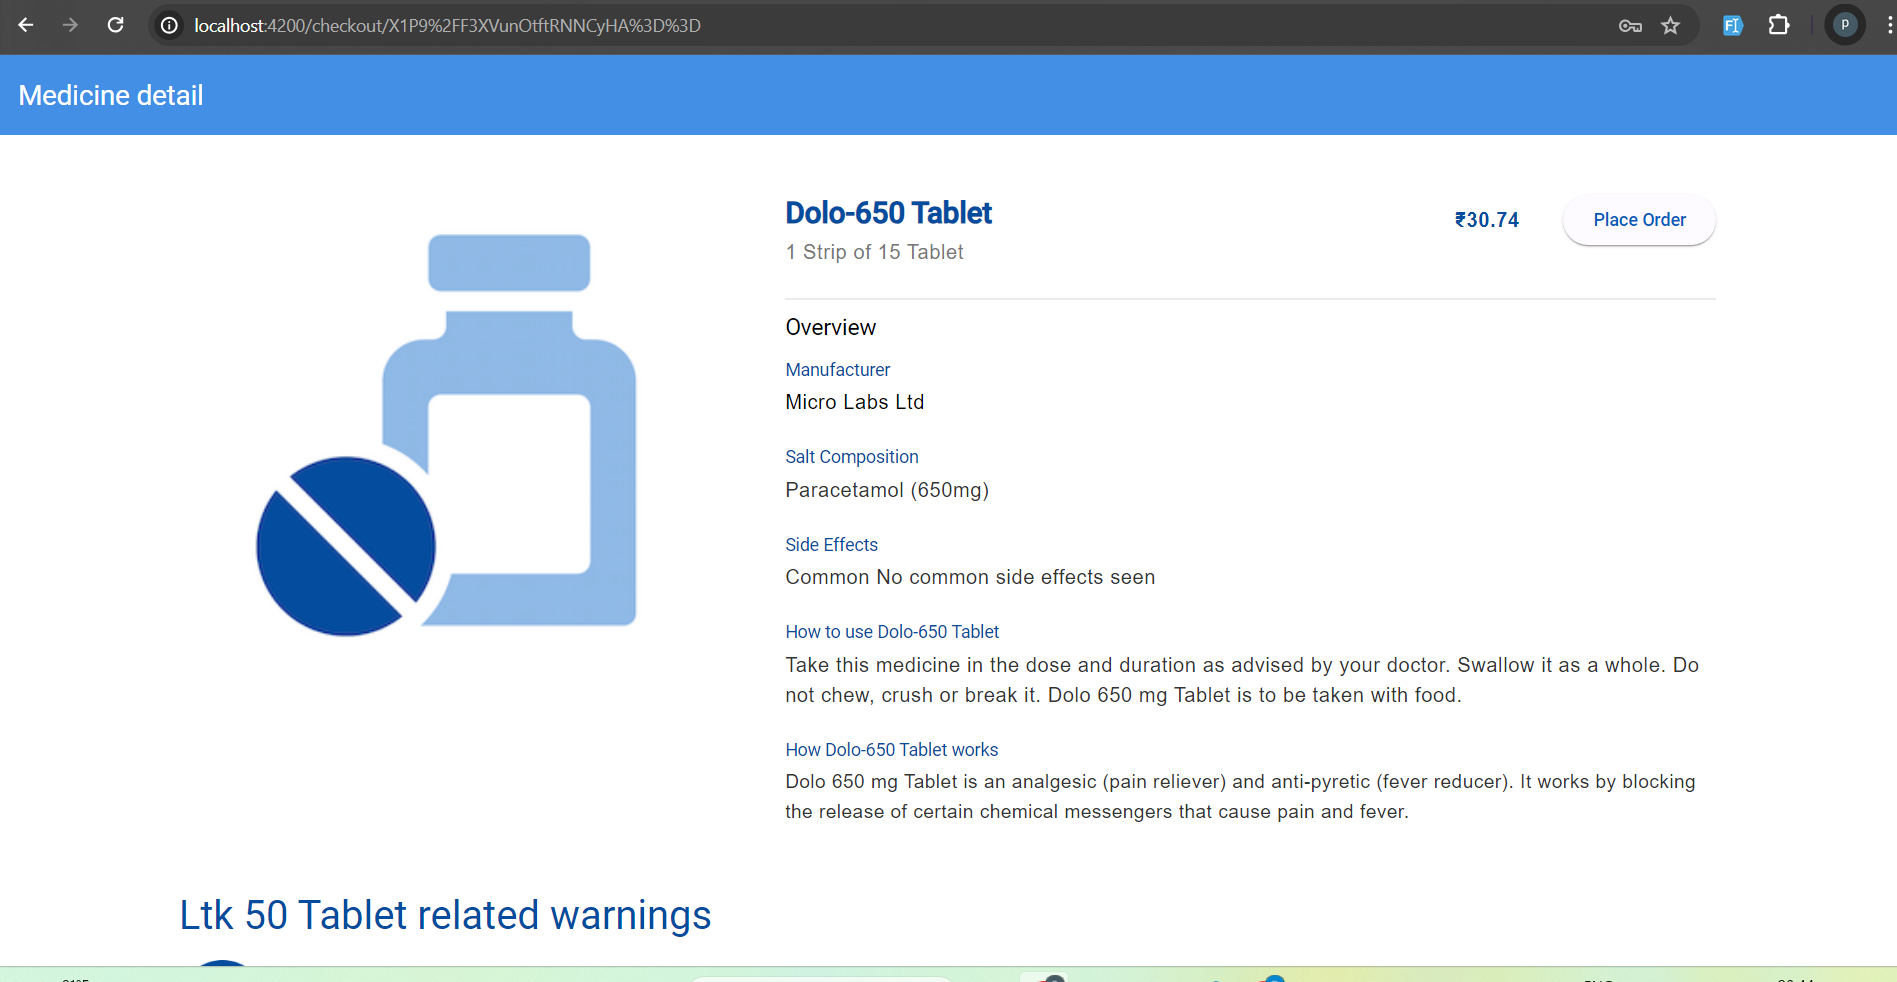 localhost:4200/checkout/X1P9%2FF3XVunOtftRNNCyHA%3D%3D
P
Medicine detail
Dolo-650 Tablet
₹30.74
Place Order
1 Strip of 15 Tablet
Overview
Manufacturer
Micro Labs Ltd
Salt Composition
Paracetamol (650mg)
Side Effects
Common No common side effects seen
How to use Dolo-650 Tablet
Take this medicine in the dose and duration as advised by your doctor. Swallow it as a whole. Do
not chew, crush or break it. Dolo 650 mg Tablet is to be taken with food.
How Dolo-650 Tablet works
Dolo 650 mg Tablet is an analgesic (pain reliever) and anti-pyretic (fever reducer). It works by blocking
the release of certain chemical messengers that cause pain and fever.
Ltk 50 Tablet related warnings